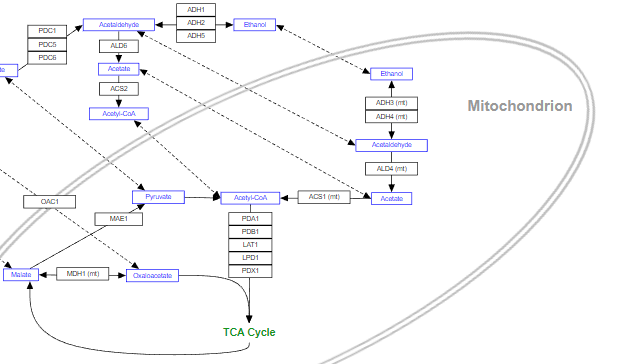 PDC1
PDC5
PDC6
Acetaldehyde
ADH1
ADH2
ADH5
Ethanol
ALD6
te
Acetate
ACS2
Acetyl-CoA
Ethanol
ADH3 (mt)
ADH4 (mt)
Mitochondrion
Acetaldehyde
ALD4 (mt)
OAC1
Pyruvate
Acetyl-CoA
ACS1 (mt)
Acetate
MAE1
PDA1
PDB1
LAT1
LPD1
PDX1
Malate
MDH1 (mt)
Oxaloacetate
TCA Cycle